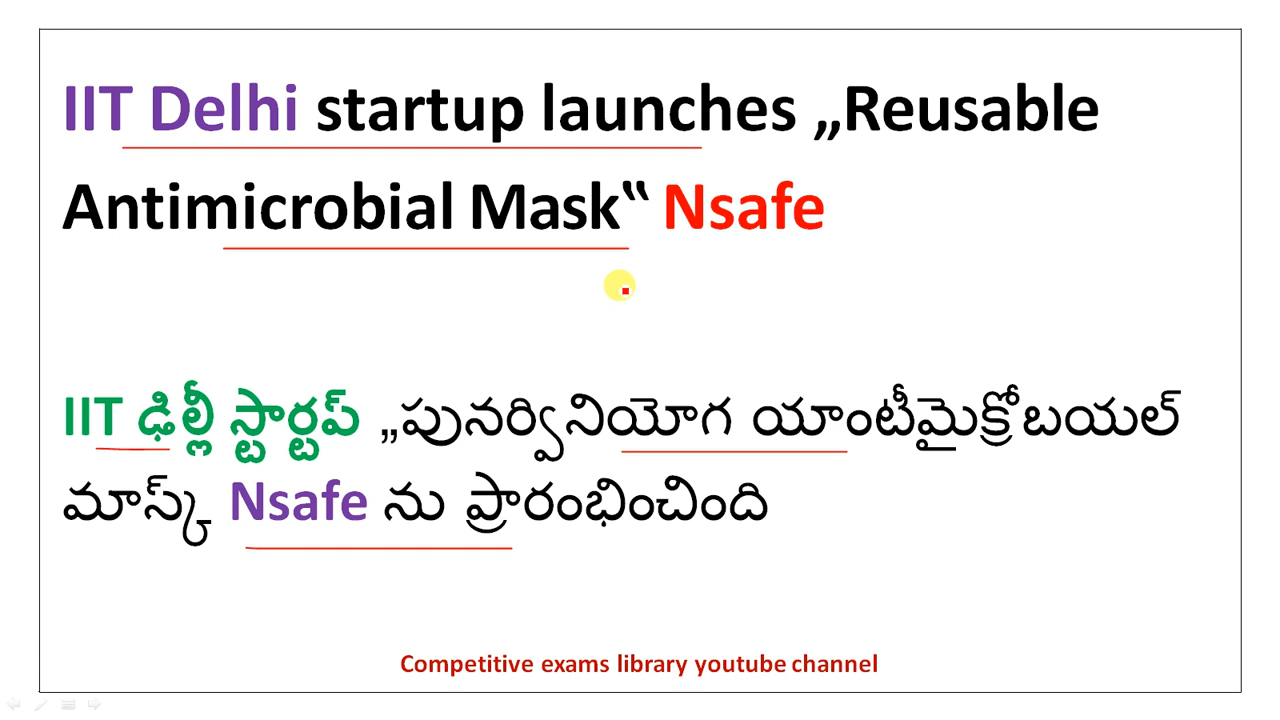 IIT Delhi startup launches „Reusable
Antimicrobial Mask‟ Nsafe
IIT ఢిల్లీ స్టార్టప్ „పునర్వినియోగ యాంటీమైక్రోబయల్
మాస్క్ Nsafe ను ప్రారంభించింది
Competitive exams library youtube channel